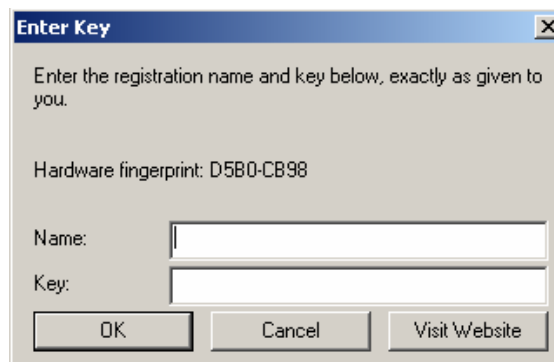 Enter Key
Enter the registration name and key below, exactly as given to
you.
Hardware fingerprint: D5B0-CB98
Name:
Key:
OK Cancel Visit Website